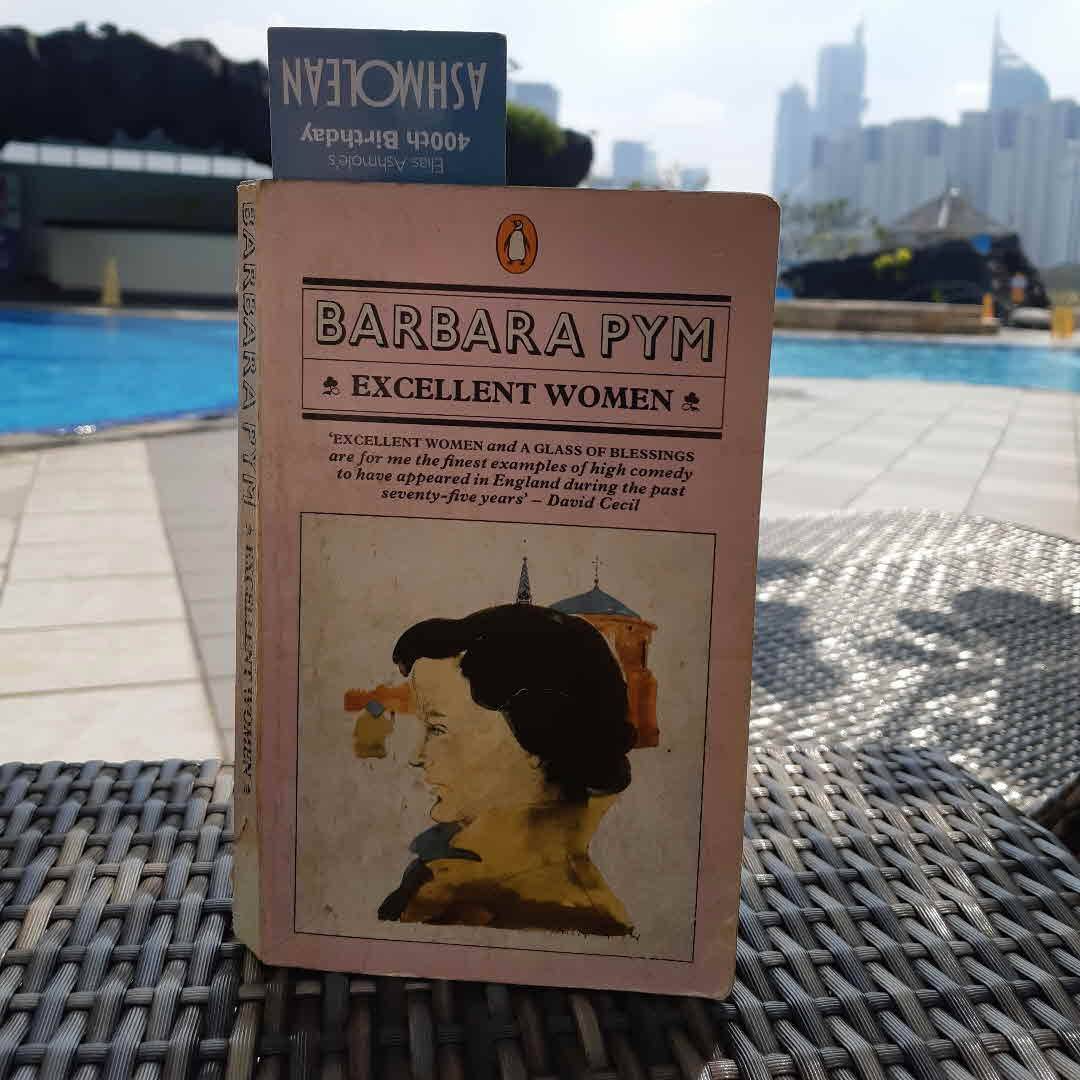 ASHMOLEAN
400th Birthday
Elias Ashmole's
BARBARA PYM
EXCELLENT WOMEN
'EXCELLENT WOMEN and A GLASS OF BLESSINGS
are for me the finest examples of high comedy
to have appeared in England during the past
seventy-five years' – David Cecil
BARBARA PYM EXCELLENT WOMEN